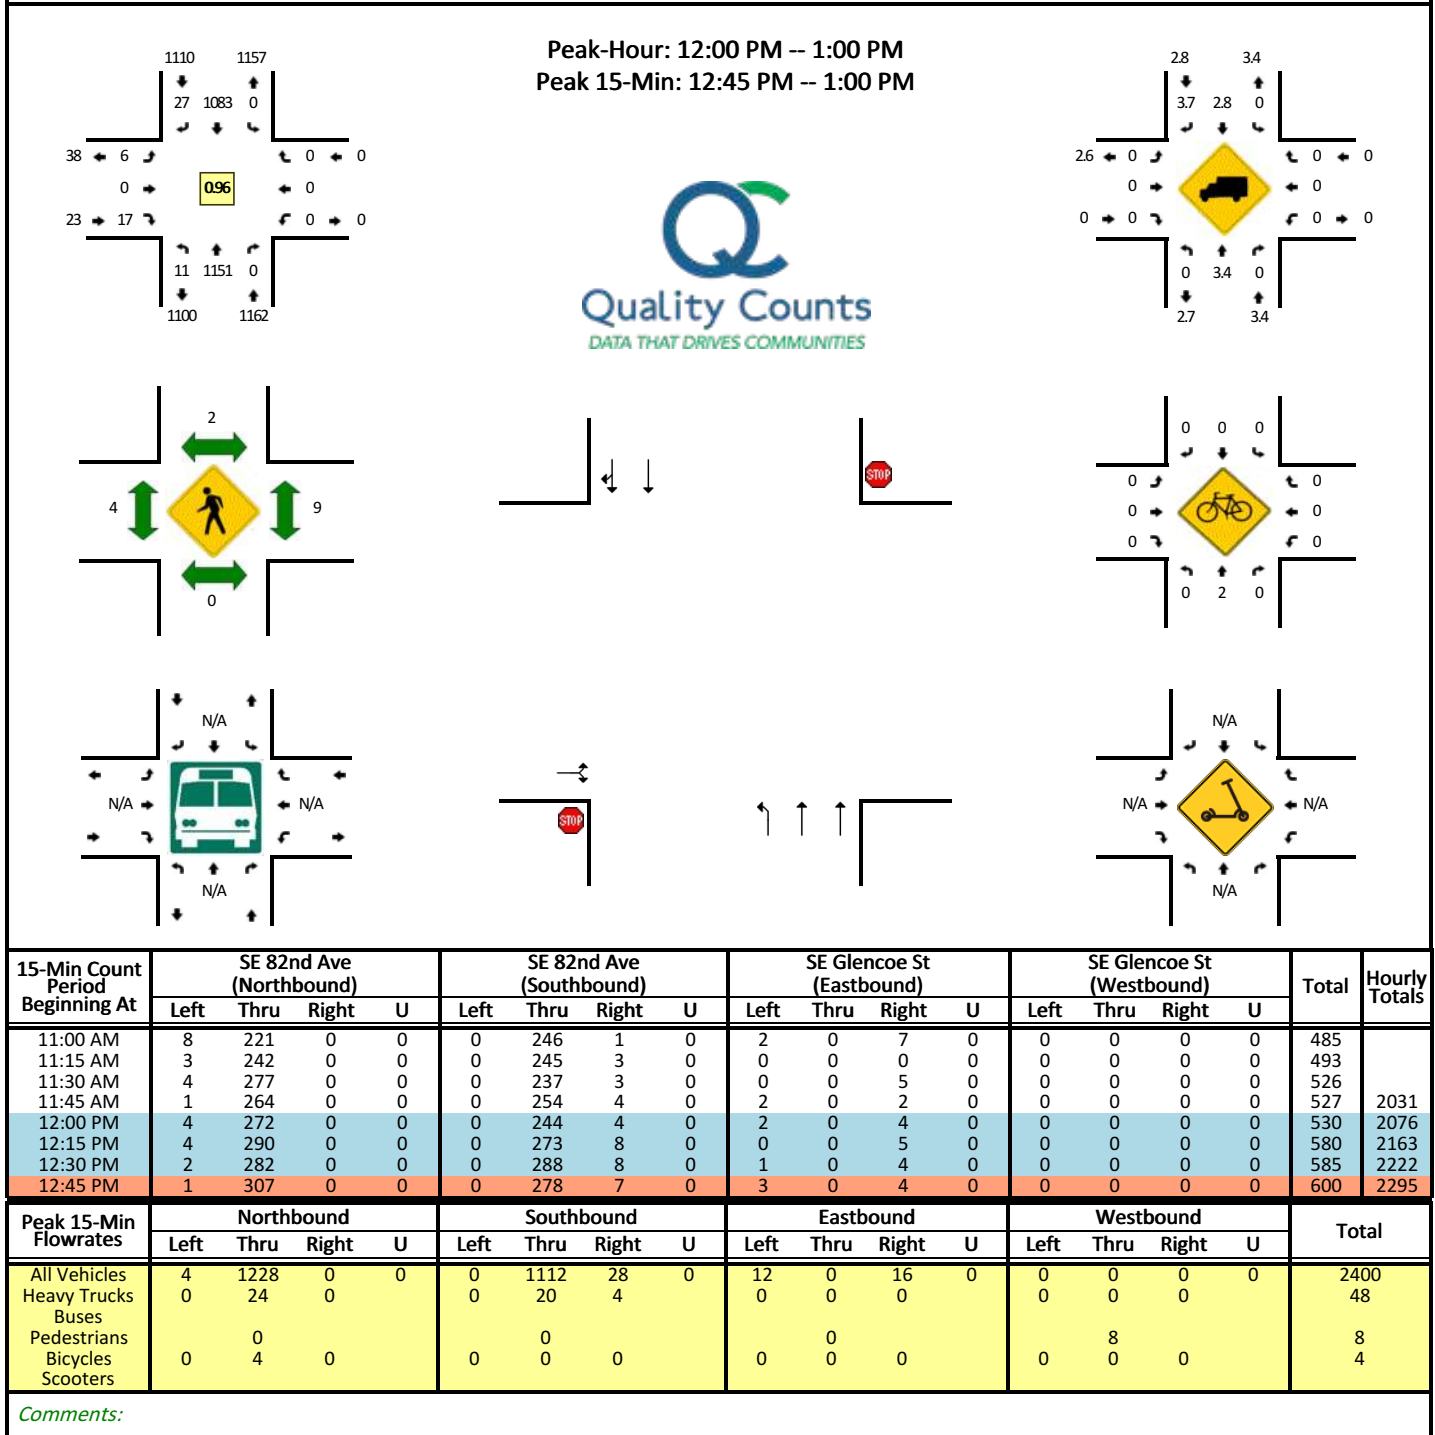 Peak-Hour: 12:00 PM -- 1:00 PM
Peak 15-Min: 12:45 PM -- 1:00 PM
1110 1157
27 1083 0
38 6 0 0
0 0.96 0
23 17 0 0
11 1151 0
1100 1162
QC
Quality Counts
DATA THAT DRIVES COMMUNITIES
2.8 3.4
3.7 2.8 0
2.6 0 0 0
0 0
0 0 0 0
0 3.4 0
2.7 3.4
2
4 9
0
STOP
0 0 0
0 0
0 0
0 0
0 2 0
N/A
N/A N/A
N/A
STOP
N/A
N/A N/A
N/A
15-Min Count Period Beginning At SE 82nd Ave (Northbound) SE 82nd Ave (Southbound) SE Glencoe St (Eastbound) SE Glencoe St (Westbound) Total Hourly Totals
Left Thru Right U Left Thru Right U Left Thru Right U Left Thru Right U
11:00 AM 8 221 0 0 0 246 1 0 2 0 7 0 0 0 0 0 485
11:15 AM 3 242 0 0 0 245 3 0 0 0 0 0 0 0 0 0 493
11:30 AM 4 277 0 0 0 237 3 0 0 0 5 0 0 0 0 0 526
11:45 AM 1 264 0 0 0 254 4 0 2 0 2 0 0 0 0 0 527 2031
12:00 PM 4 272 0 0 0 244 4 0 2 0 4 0 0 0 0 0 530 2076
12:15 PM 4 290 0 0 0 273 8 0 0 0 5 0 0 0 0 0 580 2163
12:30 PM 2 282 0 0 0 288 8 0 1 0 4 0 0 0 0 0 585 2222
12:45 PM 1 307 0 0 0 278 7 0 3 0 4 0 0 0 0 0 600 2295
Peak 15-Min Flowrates Northbound Southbound Eastbound Westbound Total
Left Thru Right U Left Thru Right U Left Thru Right U Left Thru Right U
All Vehicles 4 1228 0 0 0 1112 28 0 12 0 16 0 0 0 0 0 2400
Heavy Trucks 0 24 0 0 20 4 0 0 0 0 0 0 48
Buses
Pedestrians 0 0 0 8 8
Bicycles 0 4 0 0 0 0 0 0 0 0 0 0 4
Scooters
Comments: